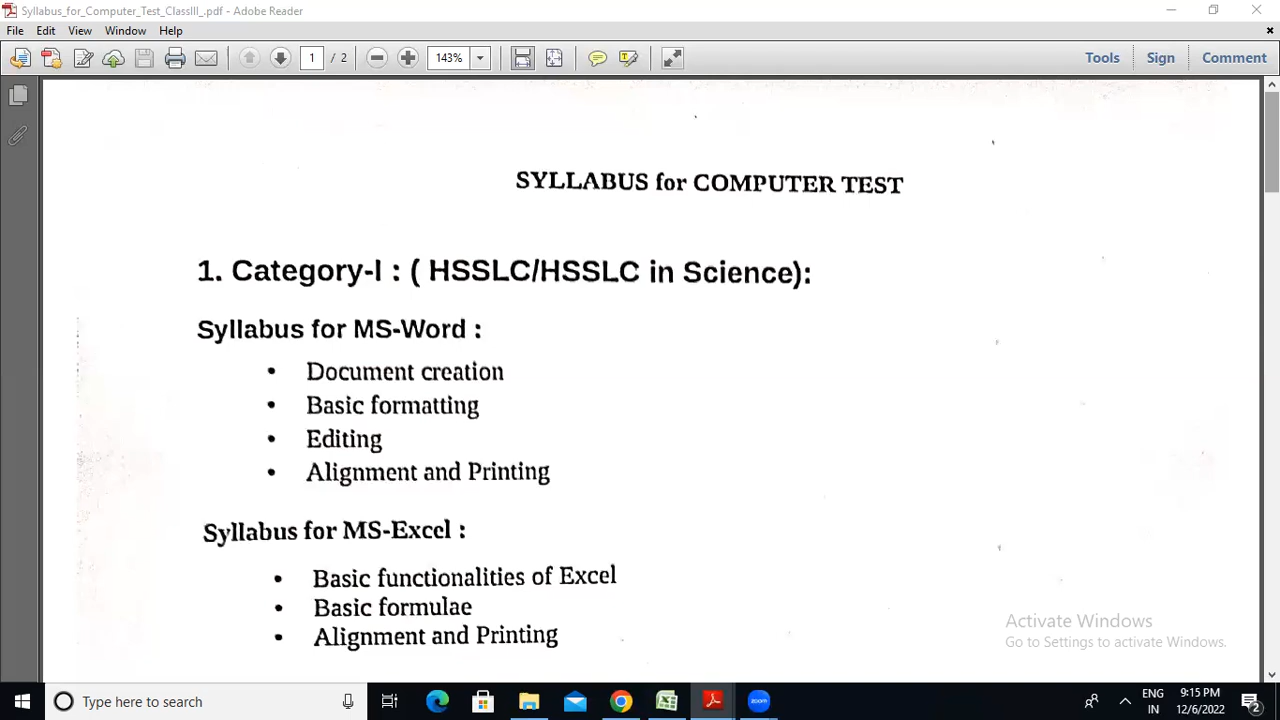 Syllabus_for_Computer_Test_ClassIII_.pdf - Adobe Reader
File Edit View Window Help
1 / 2 143% Tools Sign Comment
SYLLABUS for COMPUTER TEST
1. Category-I : ( HSSLC/HSSLC in Science):
Syllabus for MS-Word :
• Document creation
• Basic formatting
• Editing
• Alignment and Printing
Syllabus for MS-Excel :
• Basic functionalities of Excel
• Basic formulae
• Alignment and Printing
Activate Windows
Go to Settings to activate Windows.
Type here to search
zoom
ENG 9:15 PM
IN 12/6/2022 2